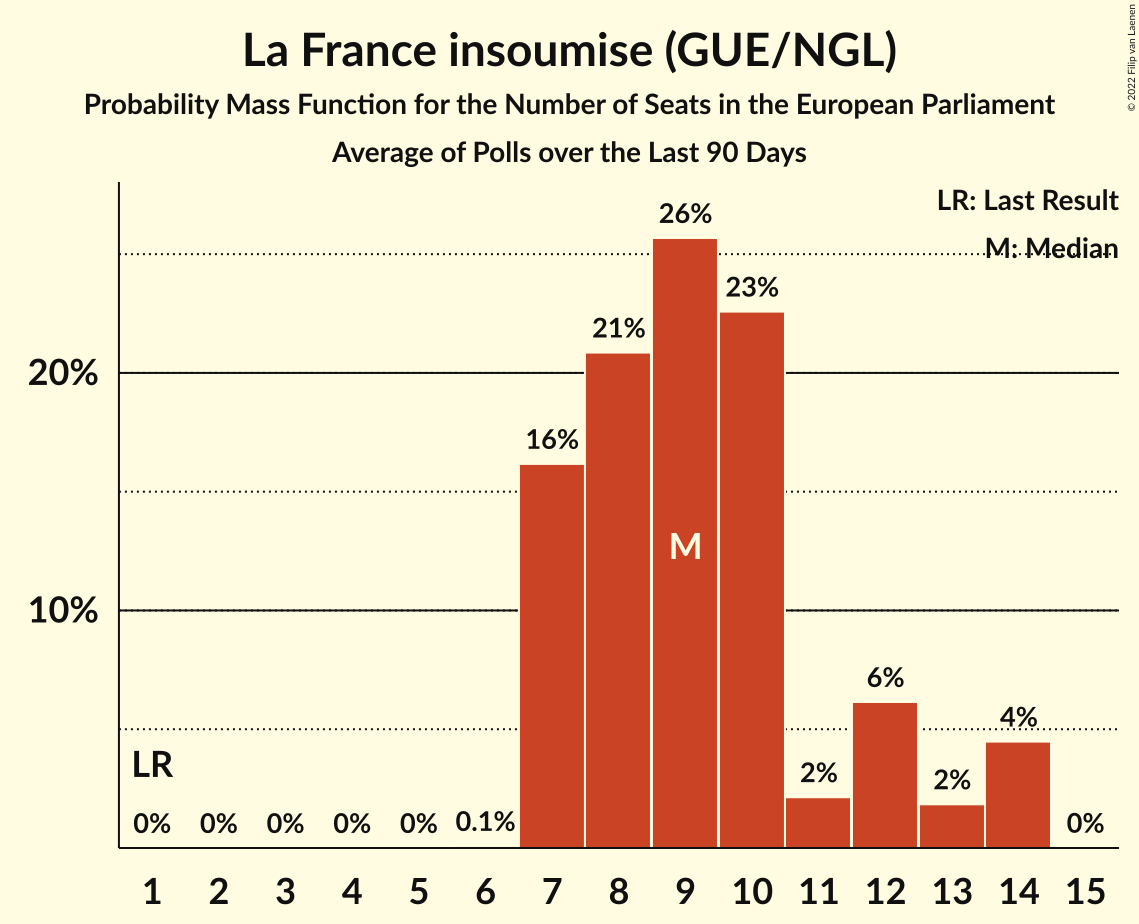 La France insoumise (GUE/NGL)
Probability Mass Function for the Number of Seats in the European Parliament
Average of Polls over the Last 90 Days
© 2022 Filip van Laenen
LR: Last Result
M: Median
26%
23%
21%
20%
16%
M
10%
6%
4%
LR
2%
2%
0% 0% 0% 0% 0% 0.1% 0%
1 2 3 4 5 6 7 8 9 10 11 12 13 14 15